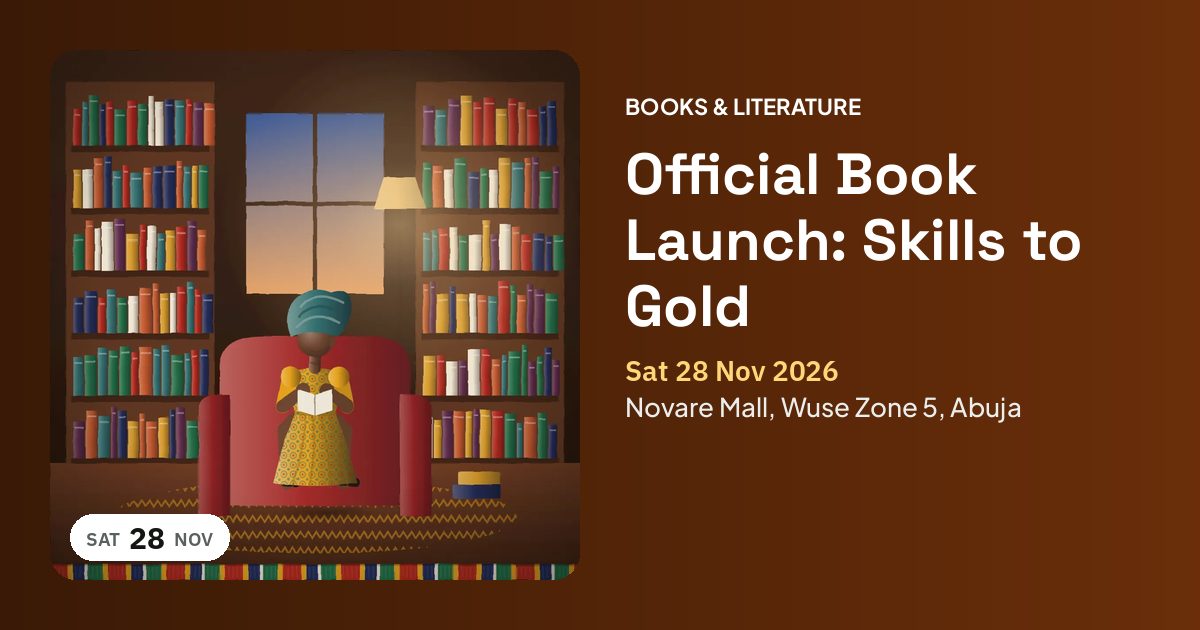 BOOKS & LITERATURE
Official Book
Launch: Skills to
Gold
Sat 28 Nov 2026
Novare Mall, Wuse Zone 5, Abuja
SAT 28 NOV